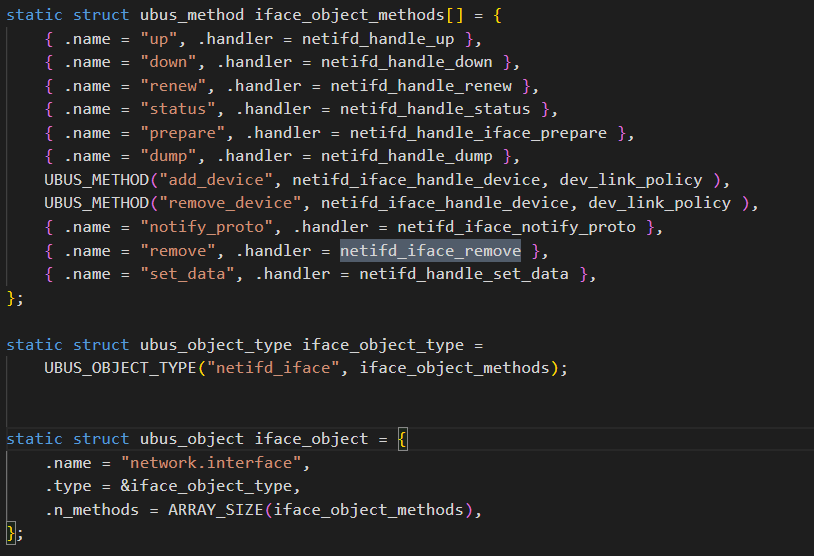 static struct ubus_method iface_object_methods[] = {
    { .name = "up", .handler = netifd_handle_up },
    { .name = "down", .handler = netifd_handle_down },
    { .name = "renew", .handler = netifd_handle_renew },
    { .name = "status", .handler = netifd_handle_status },
    { .name = "prepare", .handler = netifd_handle_iface_prepare },
    { .name = "dump", .handler = netifd_handle_dump },
    UBUS_METHOD("add_device", netifd_iface_handle_device, dev_link_policy ),
    UBUS_METHOD("remove_device", netifd_iface_handle_device, dev_link_policy ),
    { .name = "notify_proto", .handler = netifd_iface_notify_proto },
    { .name = "remove", .handler = netifd_iface_remove },
    { .name = "set_data", .handler = netifd_handle_set_data },
};

static struct ubus_object_type iface_object_type =
    UBUS_OBJECT_TYPE("netifd_iface", iface_object_methods);


static struct ubus_object iface_object = {
    .name = "network.interface",
    .type = &iface_object_type,
    .n_methods = ARRAY_SIZE(iface_object_methods),
};